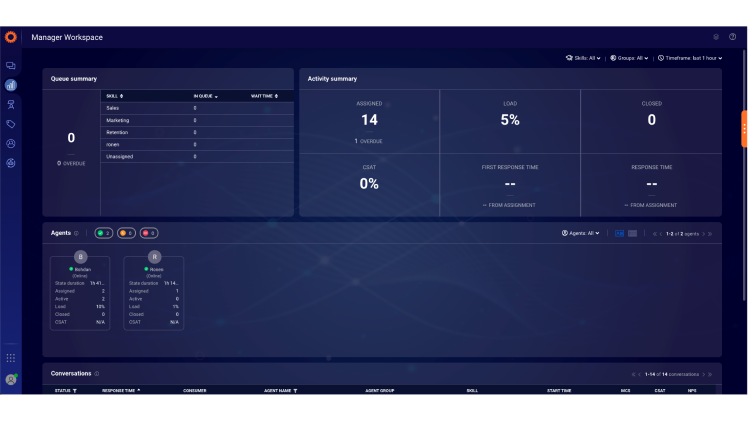 Manager Workspace
Skills: All | Groups: All | Timeframe: last 1 hour
Queue summary
SKILL IN QUEUE WAIT TIME
Sales 0
Marketing 0
Retention 0
ronen 0
Unassigned 0
0
0 OVERDUE
Activity summary
ASSIGNED LOAD CLOSED
14 5% 0
1 OVERDUE
CSAT FIRST RESPONSE TIME RESPONSE TIME
0% -- --
-- FROM ASSIGNMENT -- FROM ASSIGNMENT
Agents 0 0 0 Agents: All 1-2 of 2 agents
B R
Bohdan Ronen
(Online) (Online)
State duration 1h 41... State duration 1h 14...
Assigned 2 Assigned 1
Active 2 Active 0
Load 10% Load 1%
Closed 0 Closed 0
CSAT N/A CSAT N/A
Conversations 1-14 of 14 conversations
STATUS RESPONSE TIME CONSUMER AGENT NAME AGENT GROUP SKILL START TIME MCS CSAT NPS